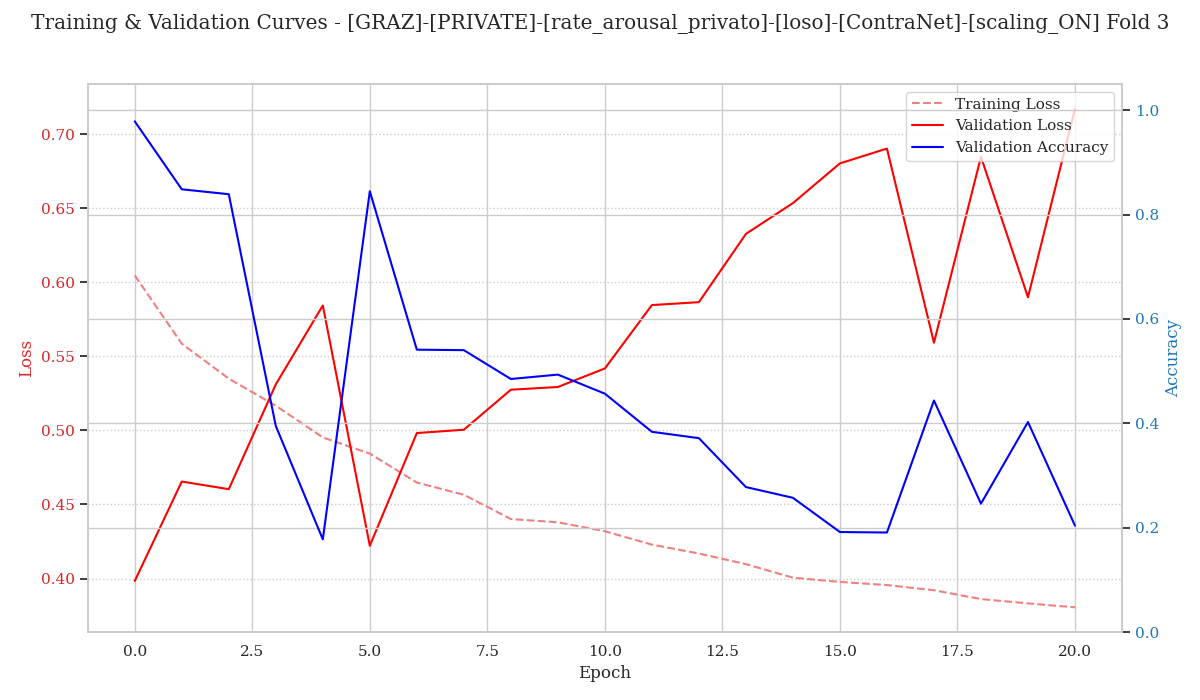 Training & Validation Curves - [GRAZ]-[PRIVATE]-[rate_arousal_privato]-[loso]-[ContraNet]-[scaling_ON] Fold 3
Training Loss
Validation Loss
Validation Accuracy
0.70
0.65
0.60
0.55
0.50
0.45
0.40
Loss
1.0
0.8
0.6
0.4
0.2
0.0
Accuracy
0.0 2.5 5.0 7.5 10.0 12.5 15.0 17.5 20.0
Epoch